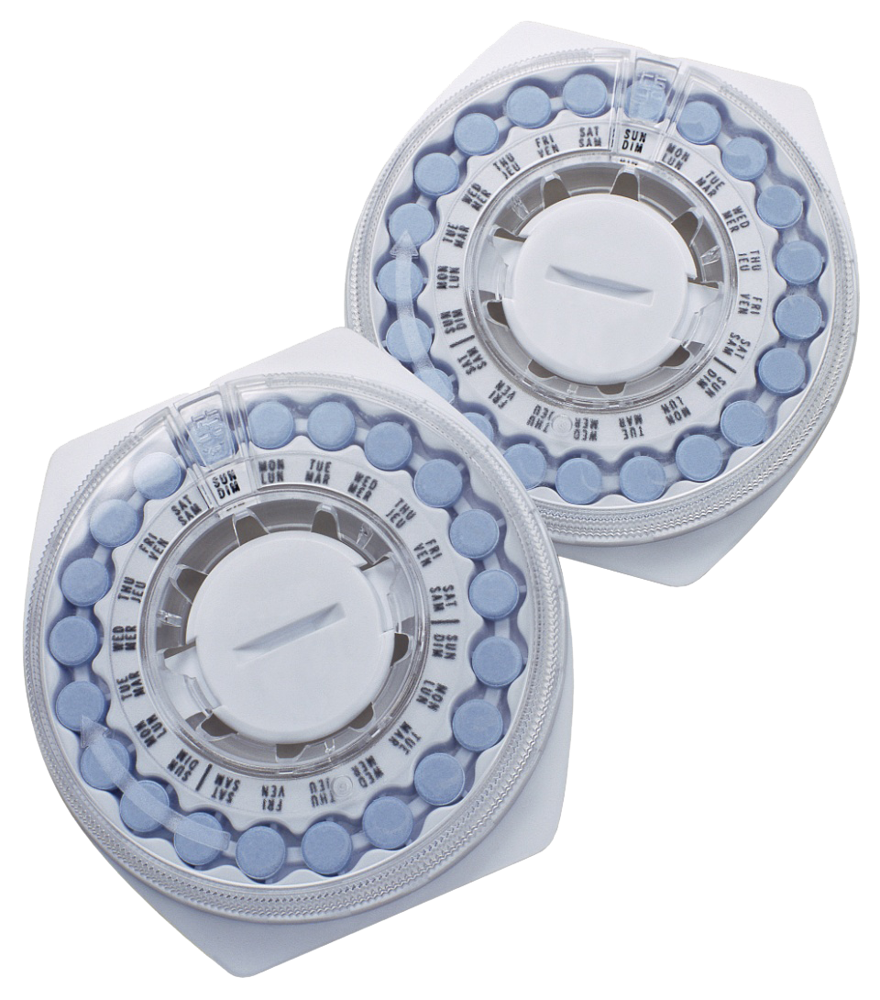 SUN
DIM
MON
LUN
TUE
MAR
WED
MER
THU
JEU
FRI
VEN
SAT
SAM
SUN
DIM
MON
LUN
TUE
MAR
WED
MER
THU
JEU
FRI
VEN
SAT
SAM
SUN
DIM
MON
LUN
TUE
MAR
WED
MER
THU
JEU
FRI
VEN
SAT
SAM
SUN
DIM
MON
LUN
TUE
MAR
WED
MER
THU
JEU
FRI
VEN
SAT
SAM
SUN
DIM
MON
LUN
TUE
MAR
WED
MER
THU
JEU
FRI
VEN
SAT
SAM
SUN
DIM
MON
LUN
TUE
MAR
WED
MER
THU
JEU
FRI
VEN
SAT
SAM